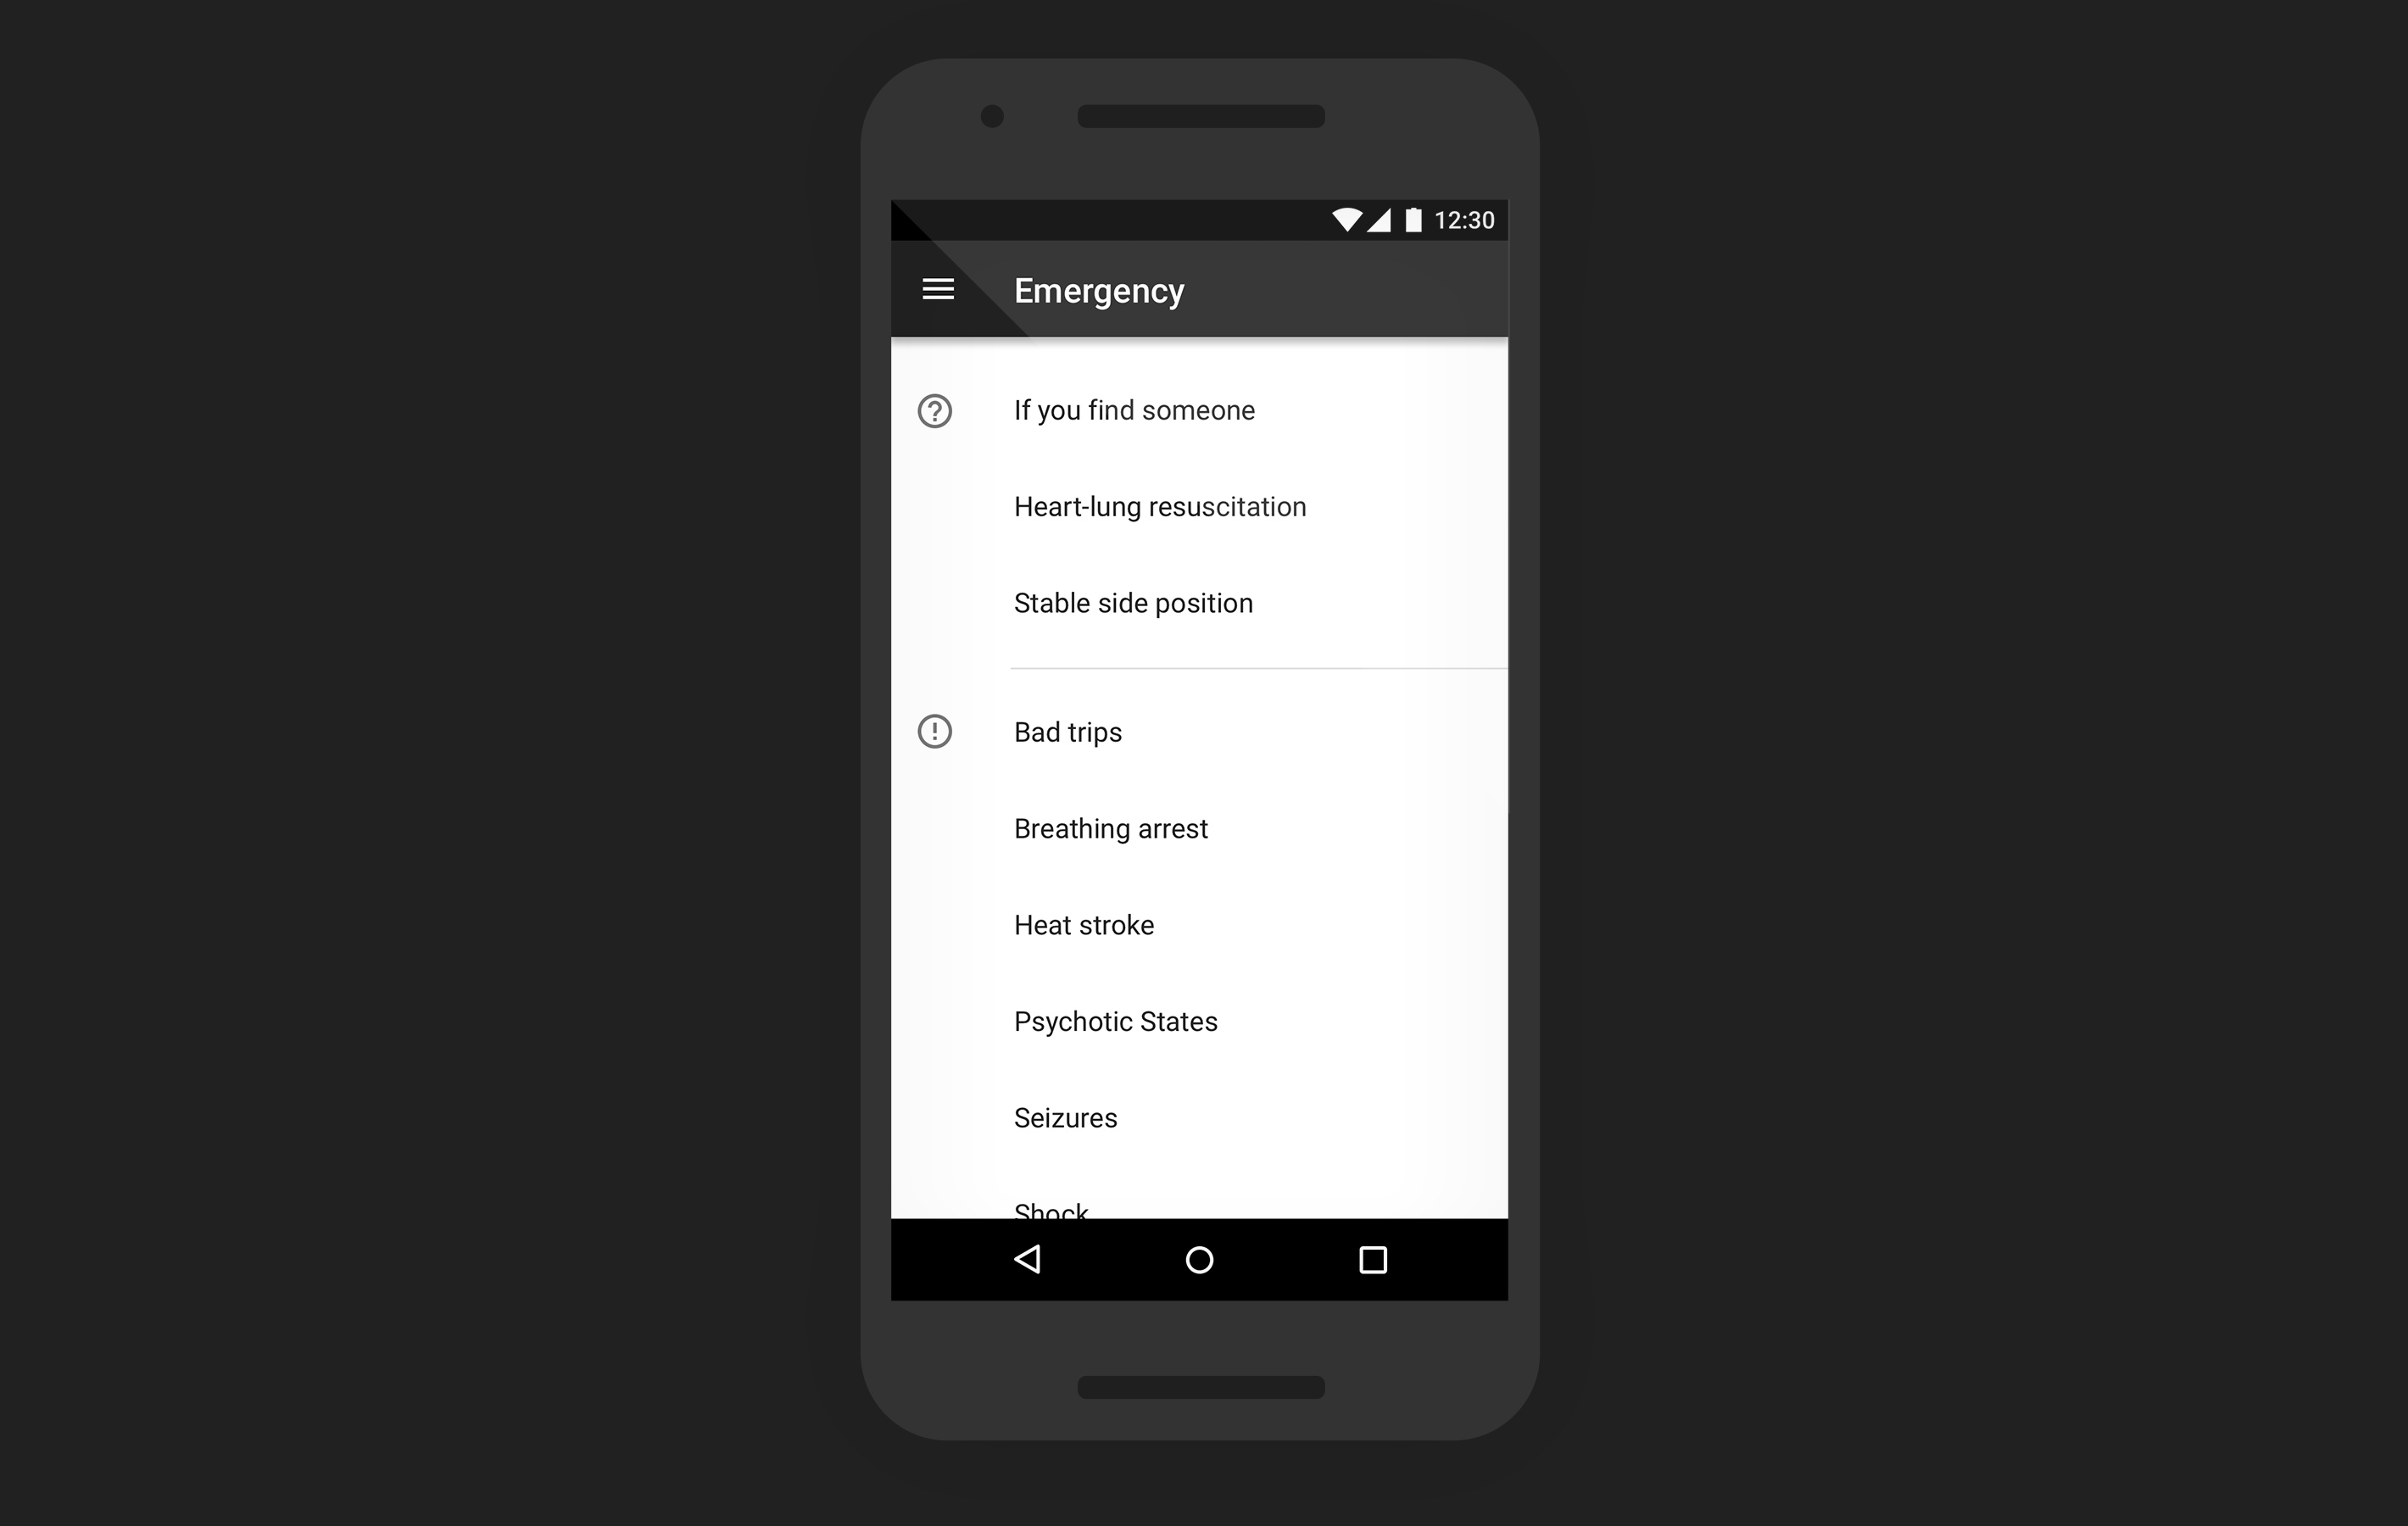 12:30
Emergency
If you find someone
Heart-lung resuscitation
Stable side position
Bad trips
Breathing arrest
Heat stroke
Psychotic States
Seizures
Shock